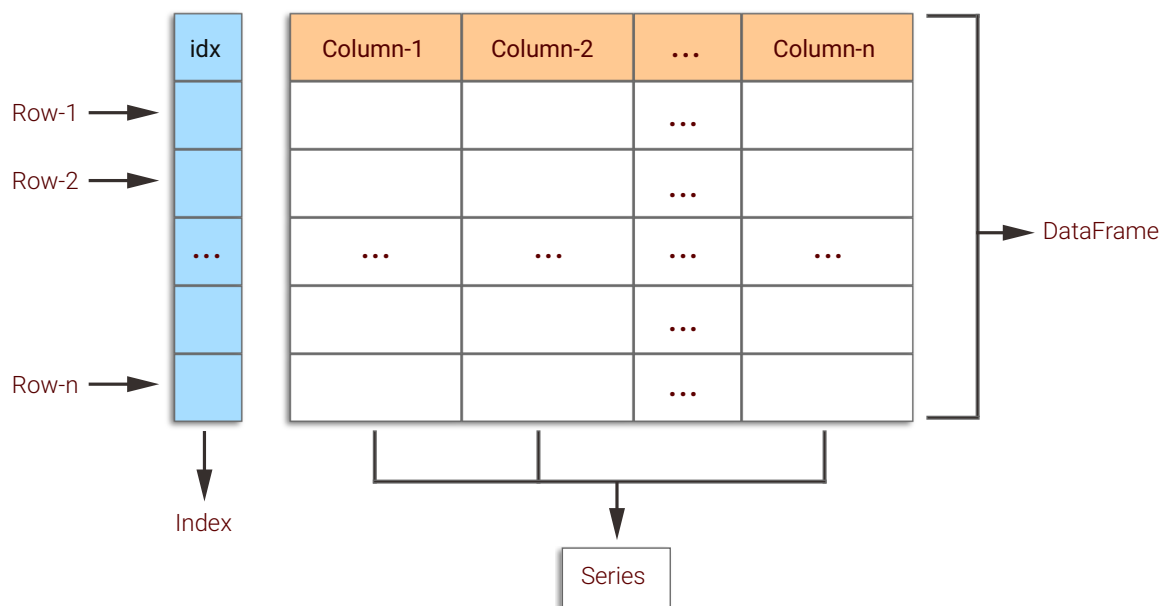 idx Column-1 Column-2 ... Column-n
Row-1 ...
Row-2 ...
... ... ... ... ...
DataFrame
...
Row-n ...
Index
Series